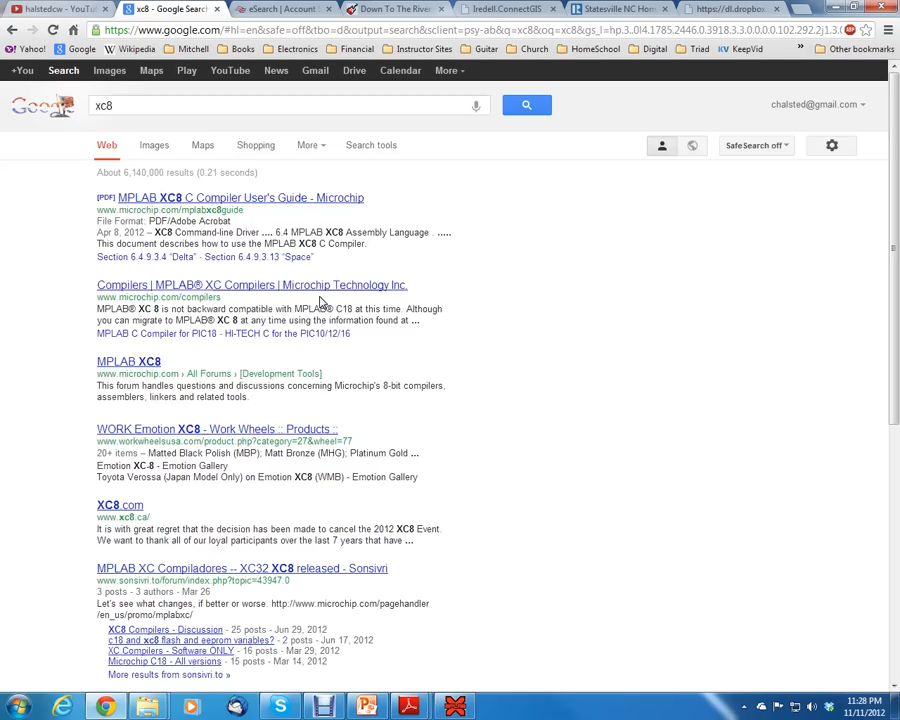 halstedcw - YouTu
xc8 - Google Searc
eSearch | Account
Down To The River
Iredell.ConnectGIS
Statesville NC Hom
https://dl.dropbox
https://www.google.com/#hl=en&safe=off&tbo=d&output=search&sclient=psy-ab&q=xc8&oq=xc8&gs_l=hp.3..0l4.1785.2446.0.3918.3.3.0.0.0.0.102.292.2j1.3.0
Yahoo!
Google
Wikipedia
Mitchell
Books
Electronics
Financial
Instructor Sites
Guitar
Church
HomeSchool
Digital
Triad
KeepVid
»
Other bookmarks
+You Search Images Maps Play YouTube News Gmail Drive Calendar More
Google
xc8
chalsted@gmail.com
Web Images Maps Shopping More Search tools
SafeSearch off
About 6,140,000 results (0.21 seconds)
[PDF] MPLAB XC8 C Compiler User's Guide - Microchip
www.microchip.com/mplabxc8guide
File Format: PDF/Adobe Acrobat
Apr 8, 2012 – XC8 Command-line Driver .... 6.4 MPLAB XC8 Assembly Language . .....
This document describes how to use the MPLAB XC8 C Compiler.
Section 6.4.9.3.4 “Delta” - Section 6.4.9.3.13 “Space”
Compilers | MPLAB® XC Compilers | Microchip Technology Inc.
www.microchip.com/compilers
MPLAB® XC 8 is not backward compatible with MPLAB® C18 at this time. Although
you can migrate to MPLAB® XC 8 at any time using the information found at ...
MPLAB C Compiler for PIC18 - HI-TECH C for the PIC10/12/16
MPLAB XC8
www.microchip.com › All Forums › [Development Tools]
This forum handles questions and discussions concerning Microchip's 8-bit compilers,
assemblers, linkers and related tools.
WORK Emotion XC8 - Work Wheels :: Products ::
www.workwheelsusa.com/product.php?category=27&wheel=77
20+ items – Matted Black Polish (MBP); Matt Bronze (MHG); Platinum Gold ...
Emotion XC-8 - Emotion Gallery
Toyota Verossa (Japan Model Only) on Emotion XC8 (WMB) - Emotion Gallery
XC8.com
www.xc8.ca/
It is with great regret that the decision has been made to cancel the 2012 XC8 Event.
We want to thank all of our loyal participants over the last 7 years that have ...
MPLAB XC Compiladores -- XC32 XC8 released - Sonsivri
www.sonsivri.to/forum/index.php?topic=43947.0
3 posts - 3 authors - Mar 26
Let's see what changes, if better or worse. http://www.microchip.com/pagehandler
/en_us/promo/mplabxc/
XC8 Compilers - Discussion - 25 posts - Jun 29, 2012
c18 and xc8 flash and eeprom variables? - 2 posts - Jun 17, 2012
XC Compilers - Software ONLY - 16 posts - Mar 29, 2012
Microchip C18 - All versions - 15 posts - Mar 14, 2012
More results from sonsivri.to »
11:28 PM
11/11/2012